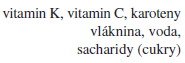 vitamin K, vitamin C, karoteny
vláknina, voda,
sacharidy (cukry)